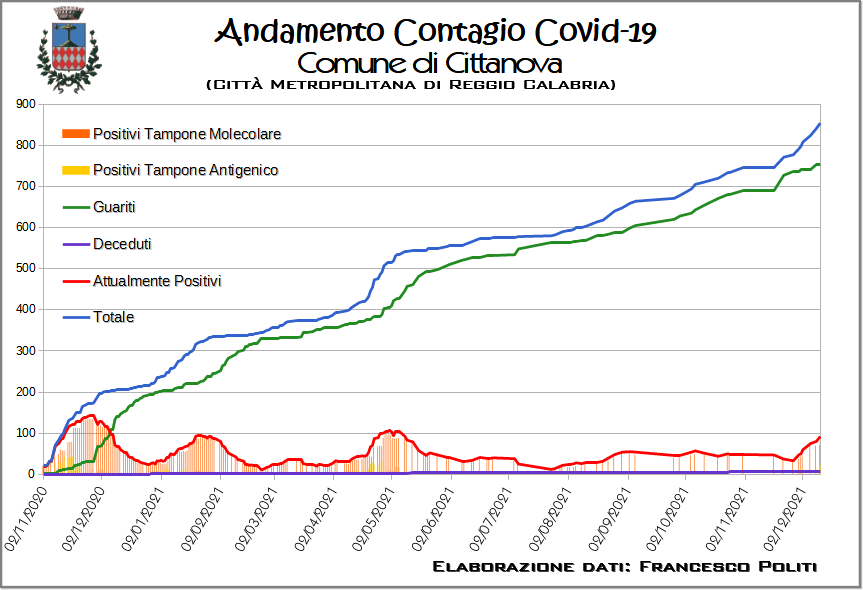 Andamento Contagio Covid-19
Comune di Cittanova
(Città Metropolitana di Reggio Calabria)
900
800
700
600
500
400
300
200
100
0
Positivi Tampone Molecolare
Positivi Tampone Antigenico
Guariti
Deceduti
Attualmente Positivi
Totale
02/11/2020
02/12/2020
02/01/2021
02/02/2021
02/03/2021
02/04/2021
02/05/2021
02/06/2021
02/07/2021
02/08/2021
02/09/2021
02/10/2021
02/11/2021
02/12/2021
Elaborazione dati: Francesco Politi